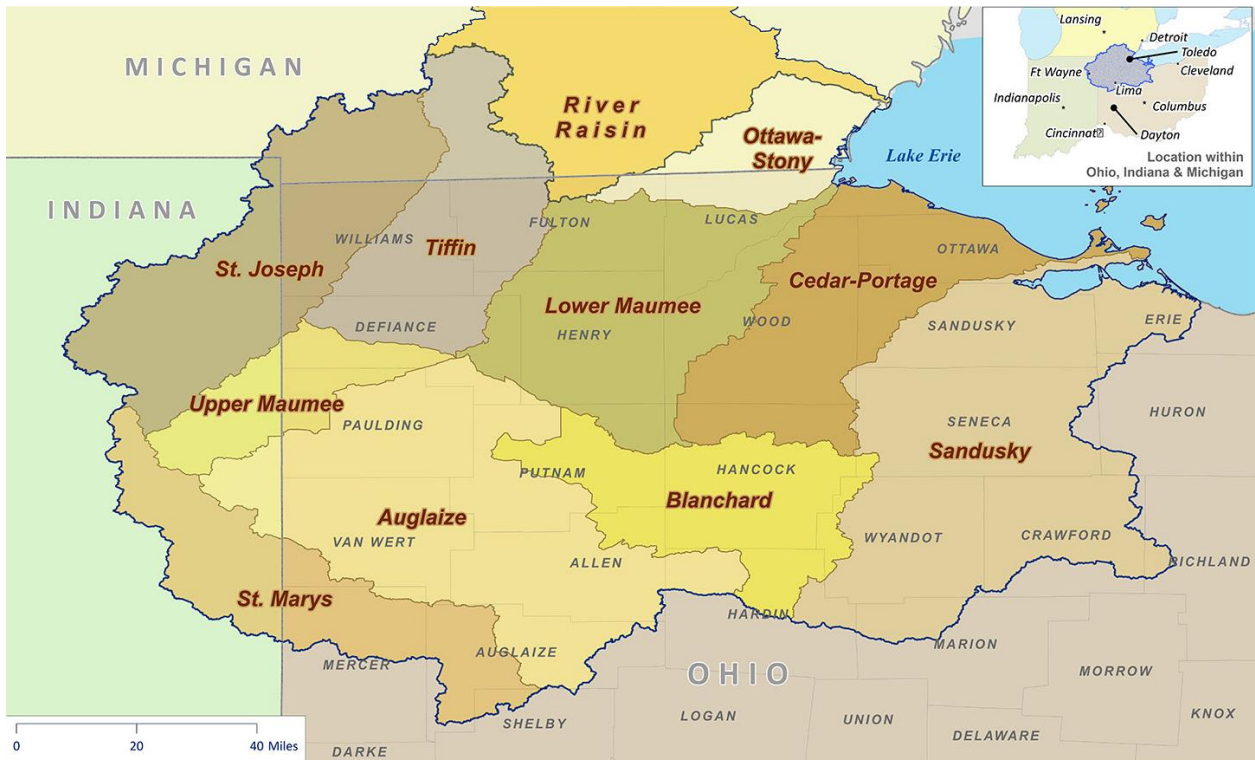 MICHIGAN
River
Raisin
Ottawa-
Stony
Lake Erie
Lansing
Detroit
Toledo
Ft Wayne
Cleveland
Lima
Indianapolis
Columbus
Cincinnati
Dayton
Location within
Ohio, Indiana & Michigan
INDIANA
WILLIAMS
Tiffin
FULTON
LUCAS
OTTAWA
St. Joseph
Cedar-Portage
Lower Maumee
DEFIANCE
HENRY
WOOD
SANDUSKY
ERIE
Upper Maumee
PAULDING
HURON
SENECA
Sandusky
PUTNAM
HANCOCK
Blanchard
Auglaize
VAN WERT
WYANDOT
CRAWFORD
ALLEN
RICHLAND
St. Marys
HARDIN
MARION
MERCER
AUGLAIZE
OHIO
MORROW
SHELBY
LOGAN
UNION
KNOX
DELAWARE
DARKE
0 20 40 Miles